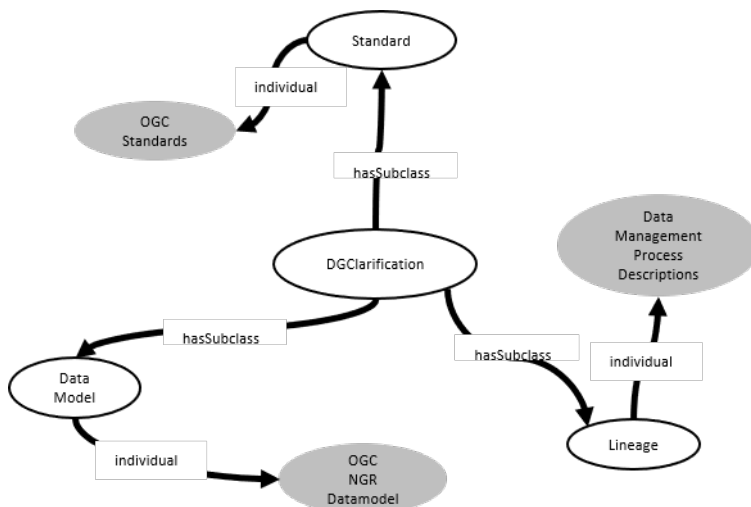 Standard
individual
OGC
Standards
hasSubclass
Data
Management
Process
Descriptions
DGClarification
hasSubclass
hasSubclass
individual
Data
Model
Lineage
individual
OGC
NGR
Datamodel